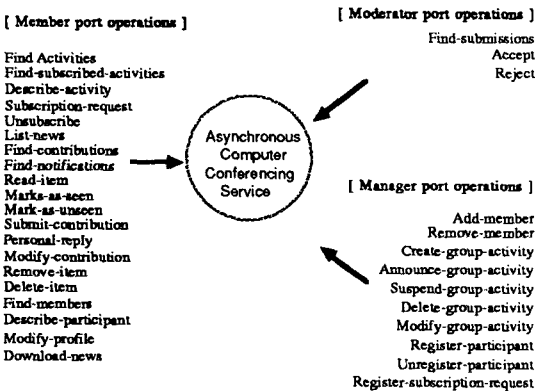 [ Member port operations ]
Find Activities
Find-subscribed-activities
Describe-activity
Subscription-request
Unsubscribe
List-news
Find-contributions
Find-notifications
Read-item
Marks-as-seen
Mark-as-unseen
Submit-contribution
Personal-reply
Modify-contribution
Remove-item
Delete-item
Find-members
Describe-participant
Modify-profile
Download-news
Asynchronous
Computer
Conferencing
Service
[ Moderator port operations ]
Find-submissions
Accept
Reject
[ Manager port operations ]
Add-member
Remove-member
Create-group-activity
Announce-group-activity
Suspend-group-activity
Delete-group-activity
Modify-group-activity
Register-participant
Unregister-participant
Register-subscription-request